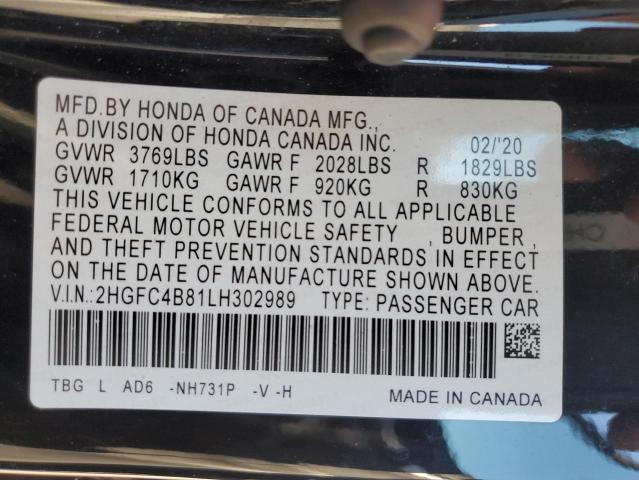 MFD.BY HONDA OF CANADA MFG.,
A DIVISION OF HONDA CANADA INC. 02/'20
GVWR 3769LBS GAWR F 2028LBS R 1829LBS
GVWR 1710KG GAWR F 920KG R 830KG
THIS VEHICLE CONFORMS TO ALL APPLICABLE
FEDERAL MOTOR VEHICLE SAFETY , BUMPER ,
AND THEFT PREVENTION STANDARDS IN EFFECT
ON THE DATE OF MANUFACTURE SHOWN ABOVE.
V.I.N.:2HGFC4B81LH302989 TYPE: PASSENGER CAR
TBG L AD6 -NH731P -V -H MADE IN CANADA